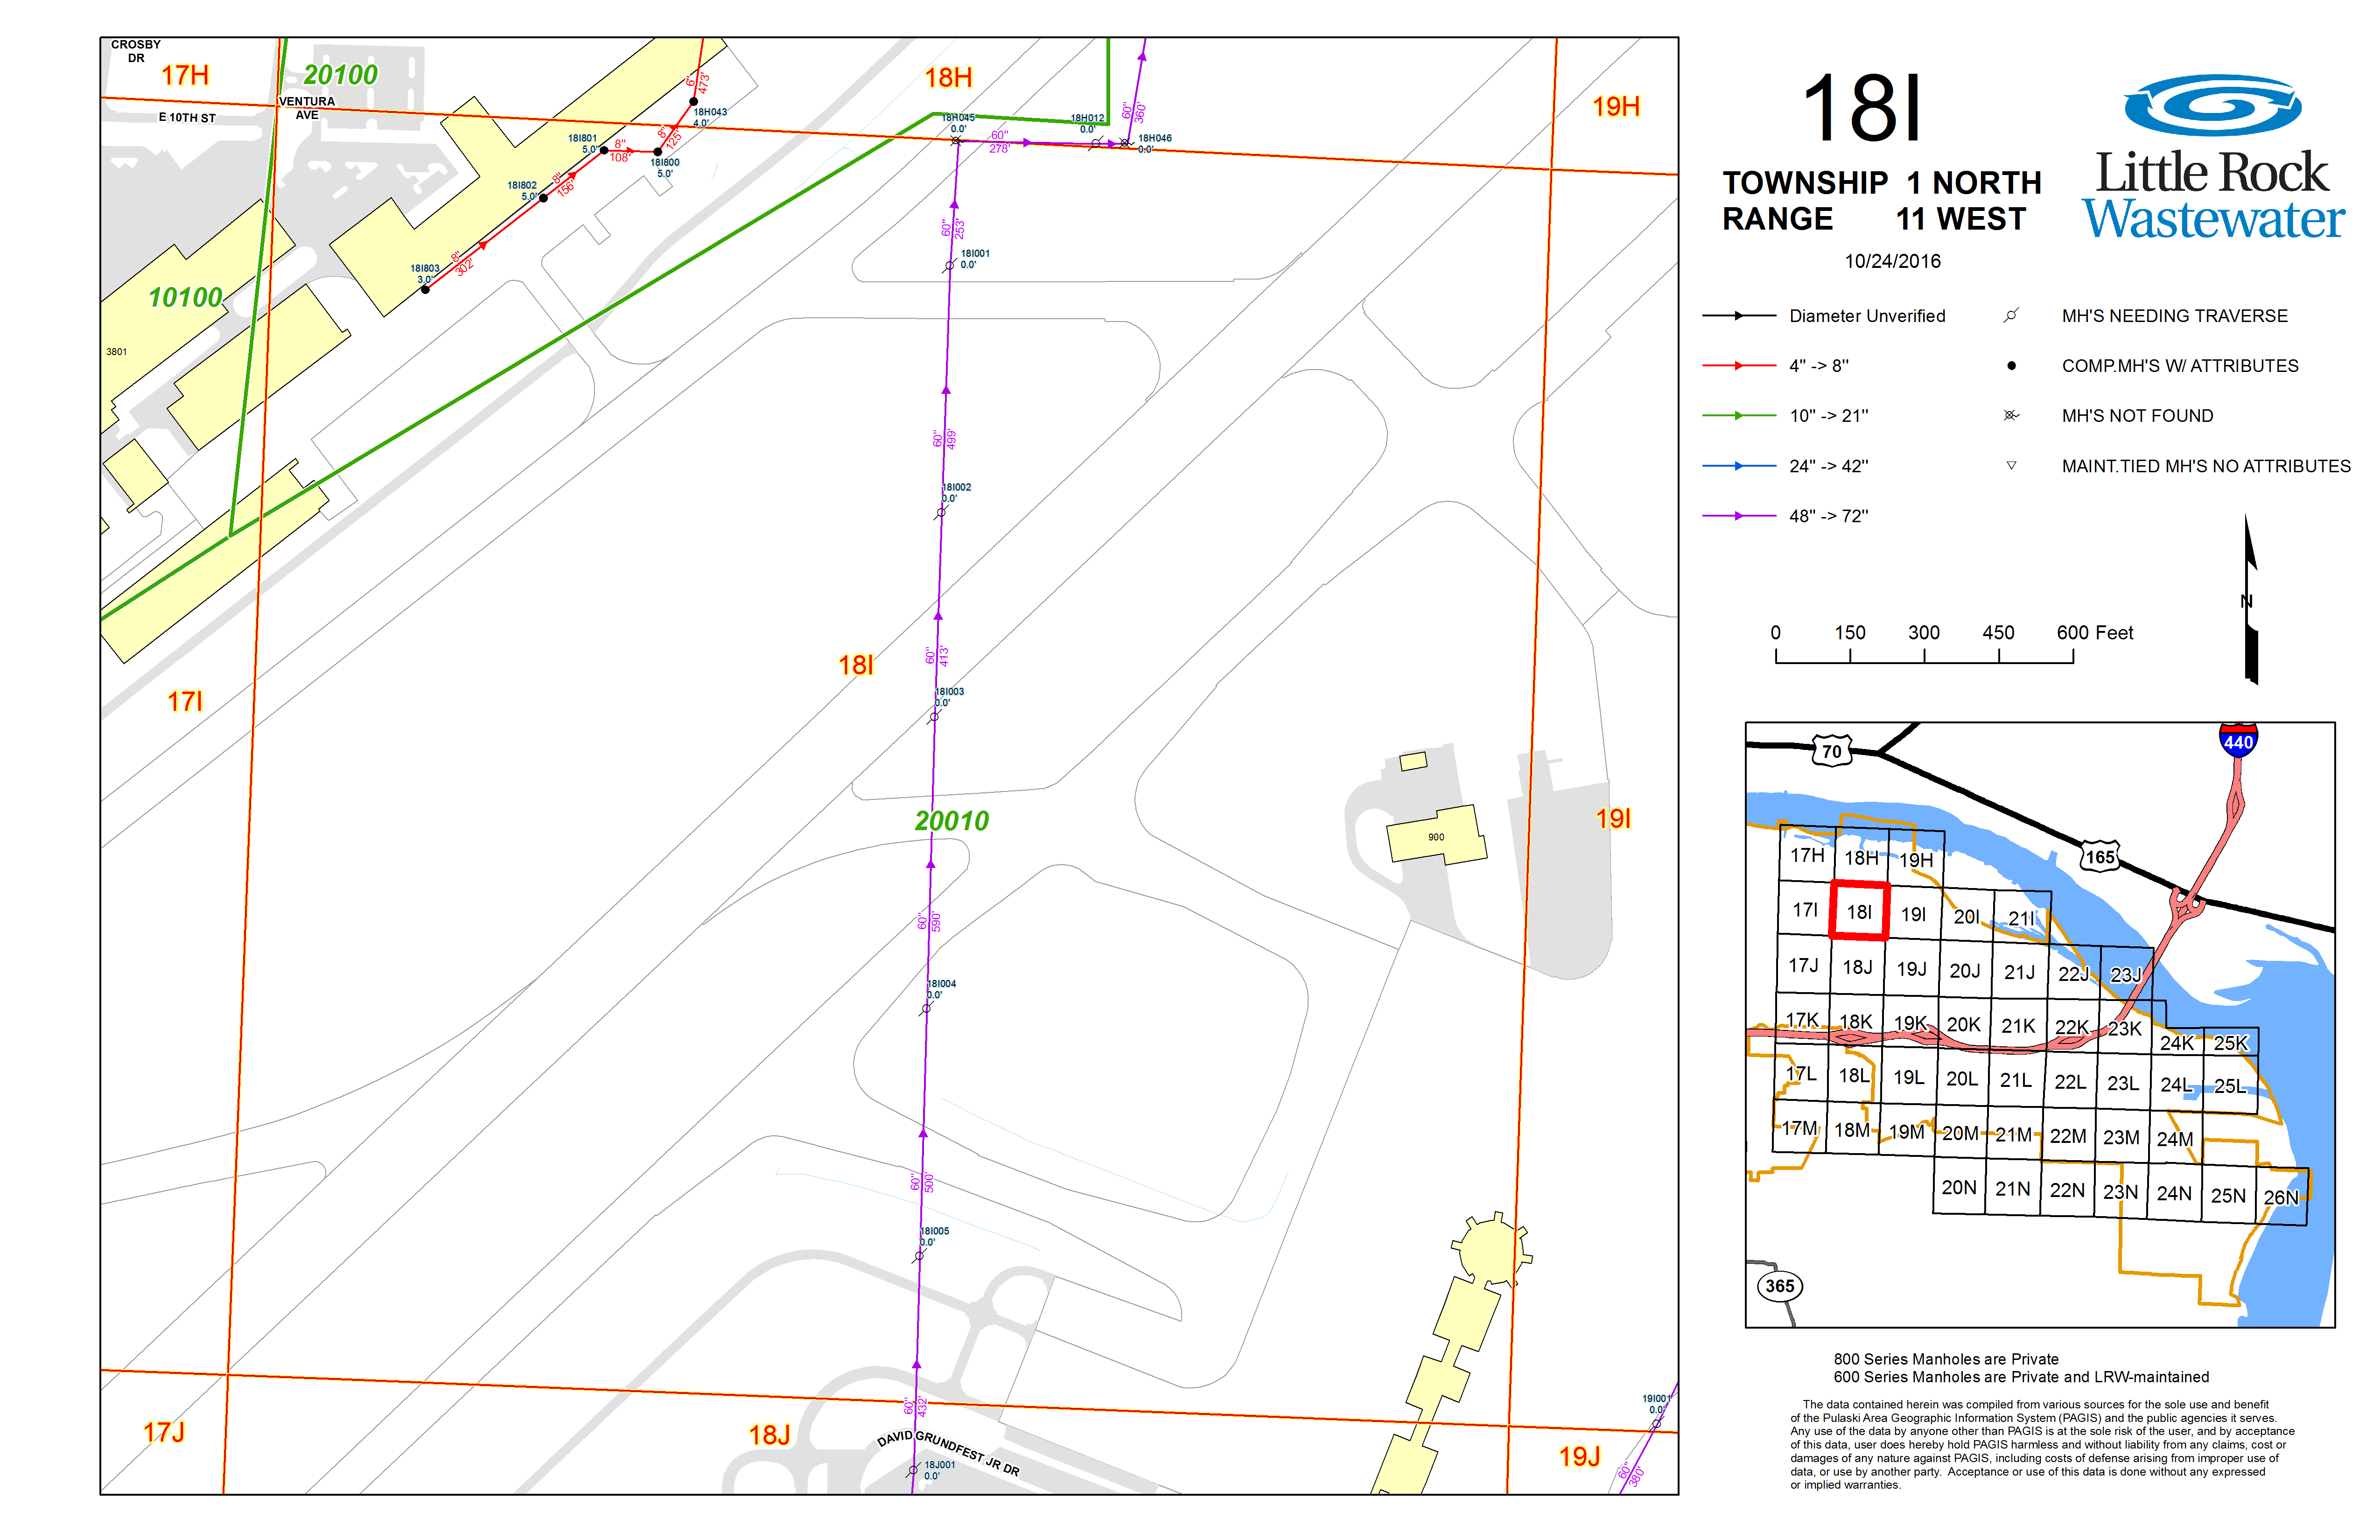 CROSBY
DR
17H
20100
VENTURA
AVE
E 10TH ST
18H
19H
6"
473'
18H043
4.0'
8"
125'
18I801
5.0'
8"
108'
18I800
5.0'
18I802
5.0'
8"
156'
18I803
3.0'
8"
302'
18H045
0.0'
60"
278'
18H012
0.0'
60"
360'
18H046
0.0'
60"
253'
18I001
0.0'
10100
3801
60"
499'
18I002
0.0'
60"
413'
18I
17I
18I003
0.0'
20010
19I
900
60"
590'
18I004
0.0'
60"
500'
18I005
0.0'
60"
432'
17J
18J
DAVID GRUNDFEST JR DR
18J001
0.0'
19I001
0.0'
19J
60"
380'
18I
TOWNSHIP 1 NORTH
RANGE 11 WEST
10/24/2016
Little Rock
Wastewater
Diameter Unverified
4" -> 8"
10" -> 21"
24" -> 42"
48" -> 72"
MH'S NEEDING TRAVERSE
COMP.MH'S W/ ATTRIBUTES
MH'S NOT FOUND
MAINT.TIED MH'S NO ATTRIBUTES
N
0 150 300 450 600 Feet
70
440
165
17H 18H 19H
17I 18I 19I 20I 21I
17J 18J 19J 20J 21J 22J 23J
17K 18K 19K 20K 21K 22K 23K 24K 25K
17L 18L 19L 20L 21L 22L 23L 24L 25L
17M 18M 19M 20M 21M 22M 23M 24M
20N 21N 22N 23N 24N 25N 26N
365
800 Series Manholes are Private
600 Series Manholes are Private and LRW-maintained
The data contained herein was compiled from various sources for the sole use and benefit
of the Pulaski Area Geographic Information System (PAGIS) and the public agencies it serves.
Any use of the data by anyone other than PAGIS is at the sole risk of the user, and by acceptance
of this data, user does hereby hold PAGIS harmless and without liability from any claims, cost or
damages of any nature against PAGIS, including costs of defense arising from improper use of
data, or use by another party. Acceptance or use of this data is done without any expressed
or implied warranties.